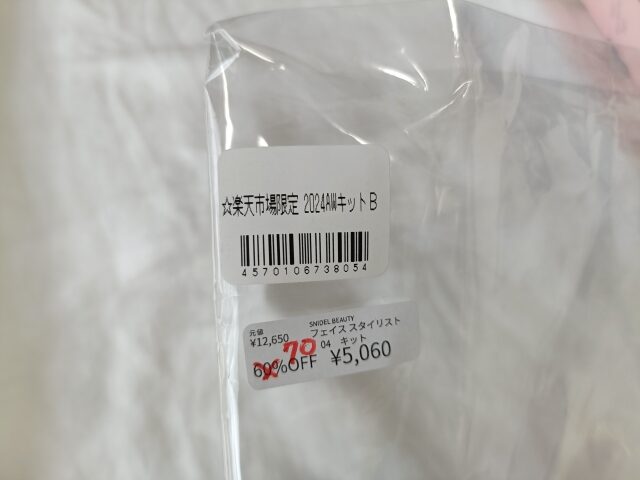 ☆楽天市場限定 2024AWキットB
4570106738054
元値 SNIDEL BEAUTY
¥12,650 フェイス スタイリスト
70 04 キット
60%OFF ¥5,060